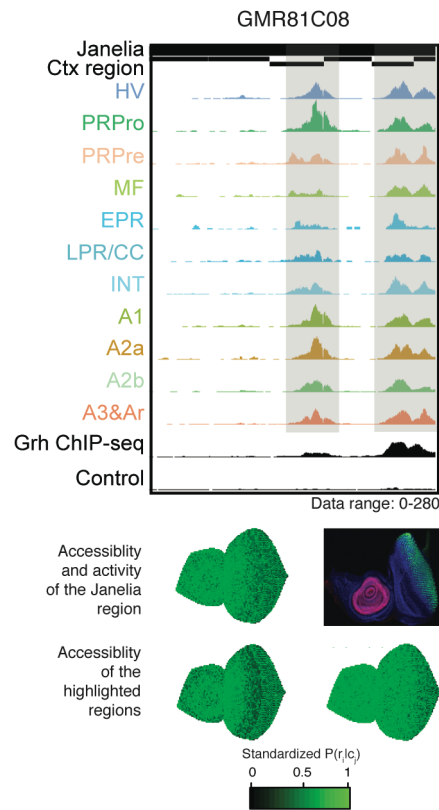 GMR81C08
Janelia
Ctx region
HV
PRPro
PRPre
MF
EPR
LPR/CC
INT
A1
A2a
A2b
A3&Ar
Grh ChIP-seq
Control
Data range: 0-280
Accessiblity
and activity
of the Janelia
region
Accessiblity
of the
highlighted
regions
Standardized P(ri|cj)
0 0.5 1